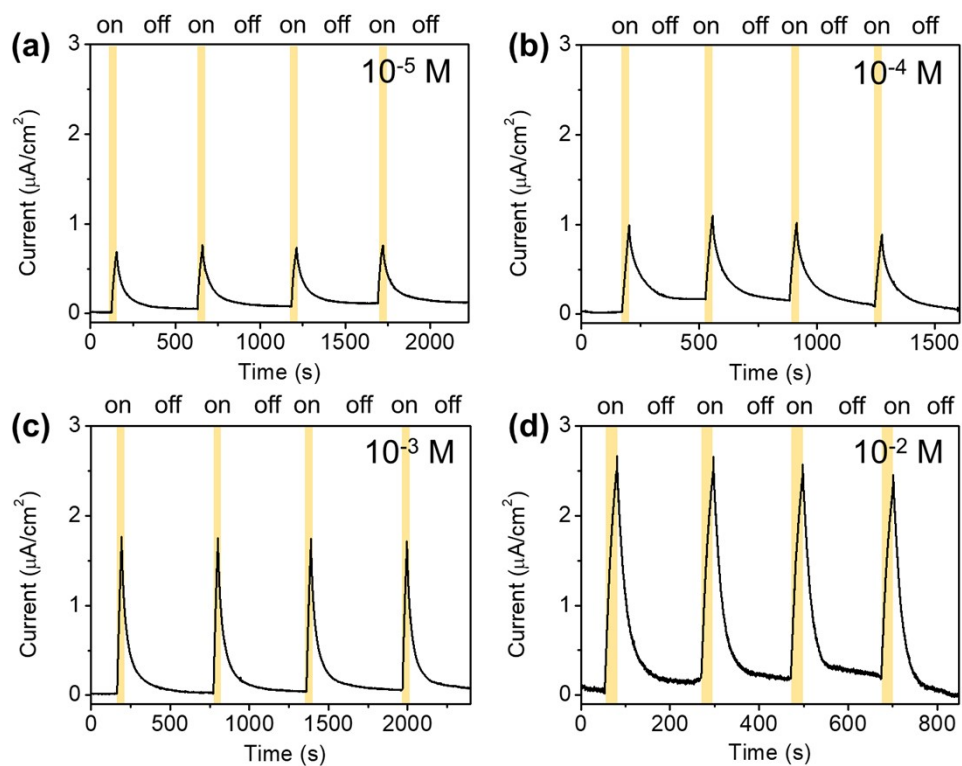 on off on off on off on off
(a)
10⁻⁵ M
3
2
1
0
Current (μA/cm²)
0 500 1000 1500 2000
Time (s)
on off on off on off on off
(b)
10⁻⁴ M
3
2
1
0
Current (μA/cm²)
0 500 1000 1500
Time (s)
on off on off on off on off
(c)
10⁻³ M
3
2
1
0
Current (μA/cm²)
0 500 1000 1500 2000
Time (s)
on off on off on off on off
(d)
10⁻² M
3
2
1
0
Current (μA/cm²)
0 200 400 600 800
Time (s)